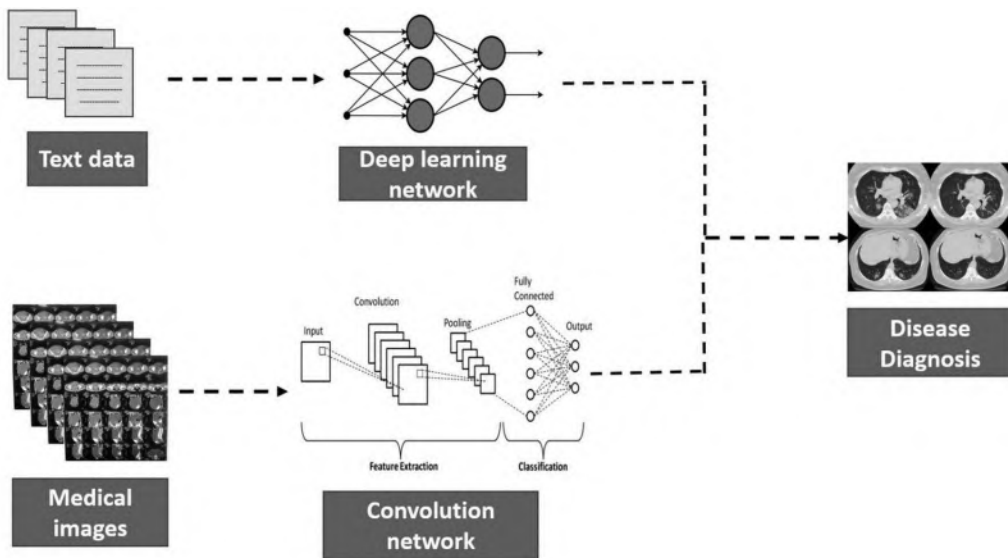 Text data
Deep learning
network
Medical
images
Input
Convolution
Pooling
Fully
Connected
Output
Feature Extraction
Classification
Convolution
network
Disease
Diagnosis